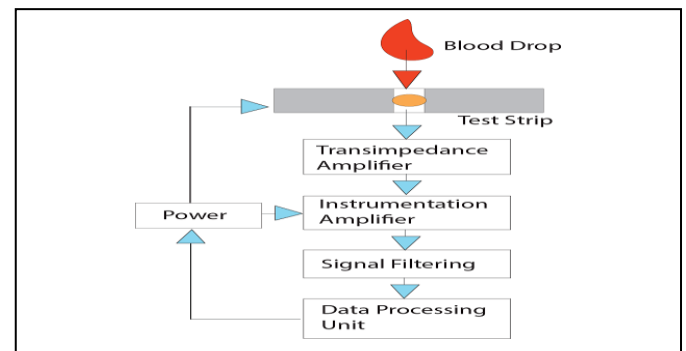 Blood Drop
Test Strip
Transimpedance
Amplifier
Instrumentation
Amplifier
Power
Signal Filtering
Data Processing
Unit